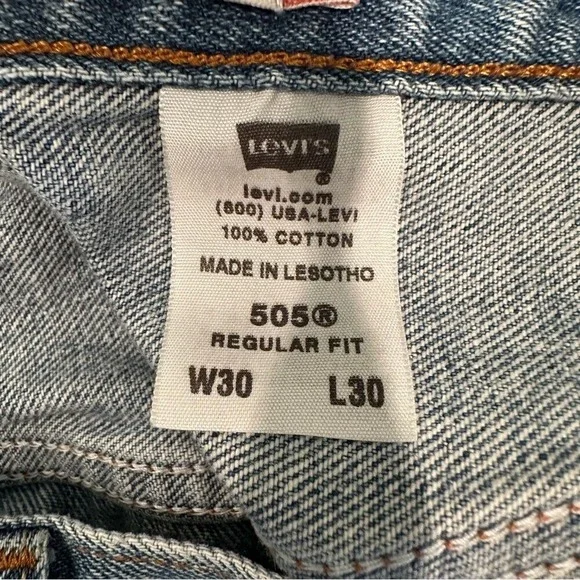 LEVI'S
®
levi.com
(800) USA-LEVI
100% COTTON
MADE IN LESOTHO
505®
REGULAR FIT
W30 L30